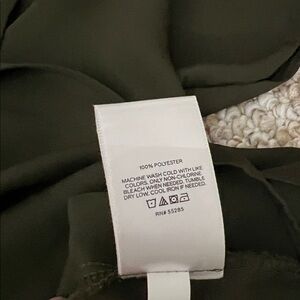 100% POLYESTER
MACHINE WASH COLD WITH LIKE
COLORS, ONLY NON-CHLORINE
BLEACH WHEN NEEDED, TUMBLE
DRY LOW, COOL IRON IF NEEDED.
RN# 55285